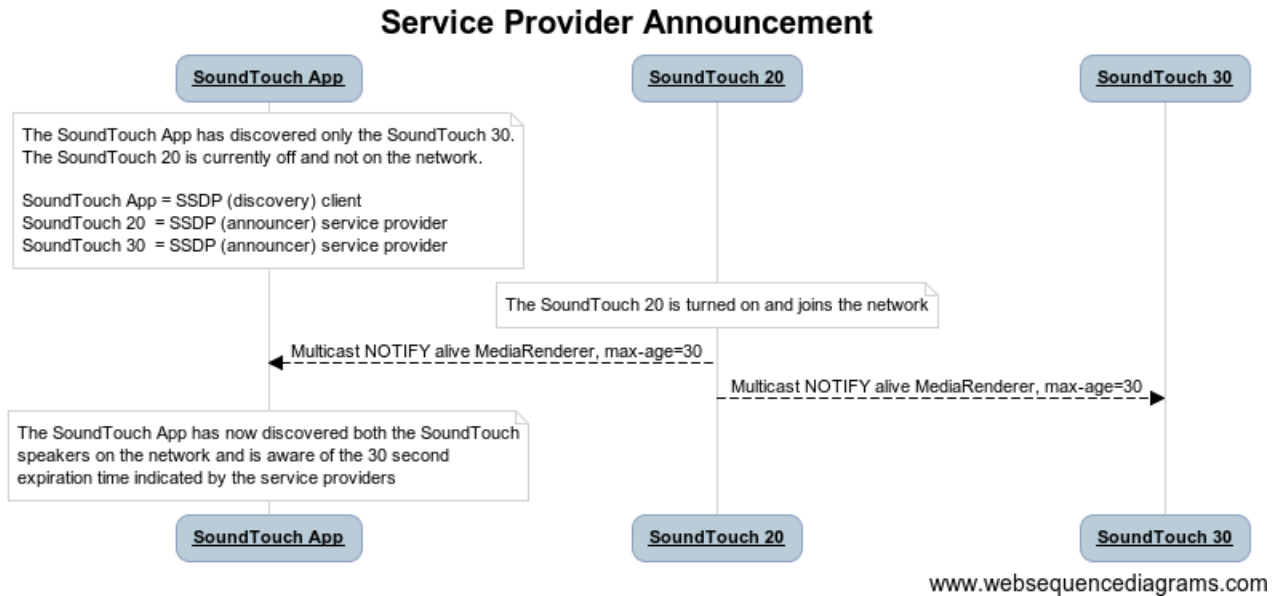 Service Provider Announcement
SoundTouch App
SoundTouch 20
SoundTouch 30
The SoundTouch App has discovered only the SoundTouch 30.
The SoundTouch 20 is currently off and not on the network.
SoundTouch App = SSDP (discovery) client
SoundTouch 20  = SSDP (announcer) service provider
SoundTouch 30  = SSDP (announcer) service provider
The SoundTouch 20 is turned on and joins the network
Multicast NOTIFY alive MediaRenderer, max-age=30
Multicast NOTIFY alive MediaRenderer, max-age=30
The SoundTouch App has now discovered both the SoundTouch
speakers on the network and is aware of the 30 second
expiration time indicated by the service providers
SoundTouch App
SoundTouch 20
SoundTouch 30
www.websequencediagrams.com